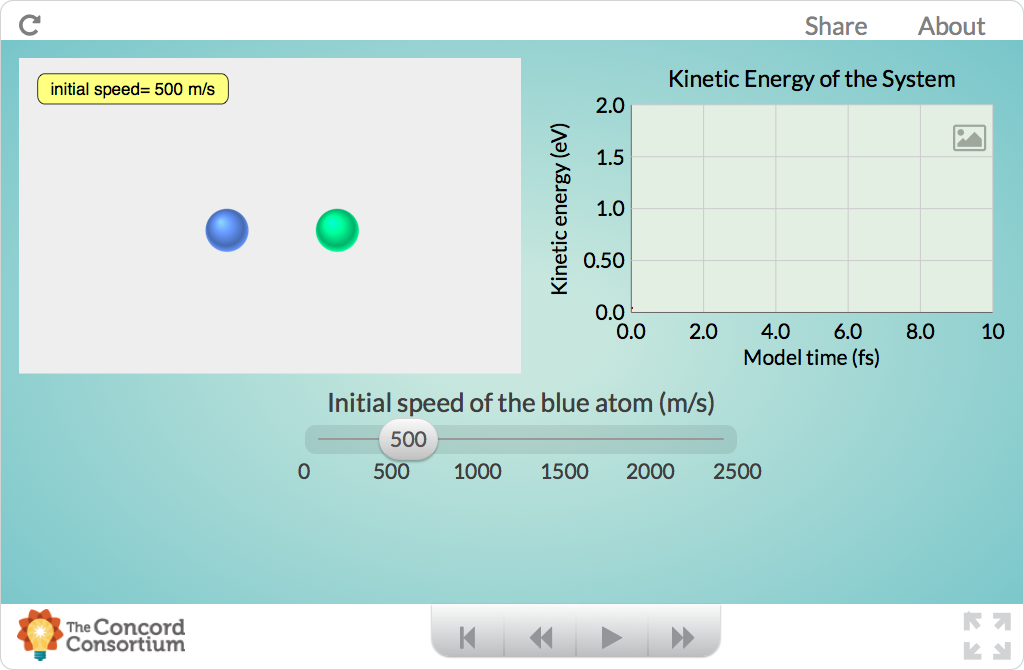 Share About
initial speed= 500 m/s
Kinetic Energy of the System
Kinetic energy (eV)
2.0
1.5
1.0
0.50
0.0
0.0 2.0 4.0 6.0 8.0 10
Model time (fs)
Initial speed of the blue atom (m/s)
500
0 500 1000 1500 2000 2500
The Concord
Consortium